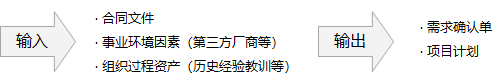 输入
· 合同文件
· 事业环境因素（第三方厂商等）
· 组织过程资产（历史经验教训等）
输出
· 需求确认单
· 项目计划